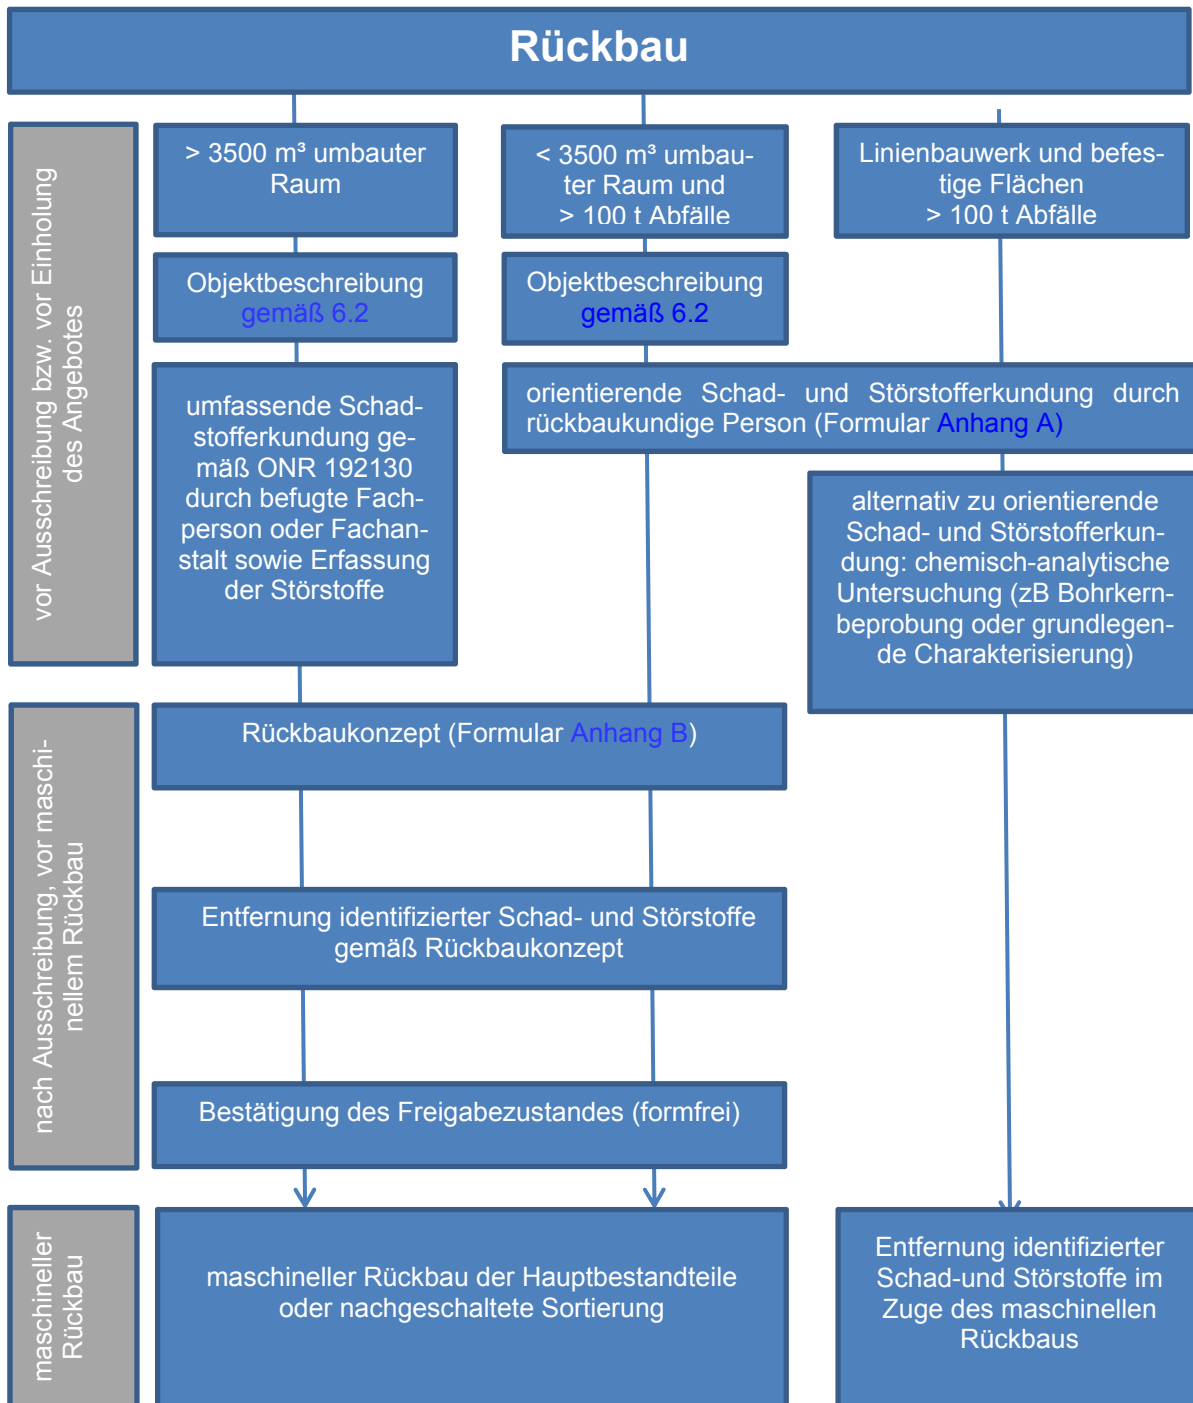 Rückbau
vor Ausschreibung bzw. vor Einholung
des Angebotes
> 3500 m³ umbauter
Raum
< 3500 m³ umbau-
ter Raum und
> 100 t Abfälle
Linienbauwerk und befes-
tige Flächen
> 100 t Abfälle
Objektbeschreibung
gemäß 6.2
Objektbeschreibung
gemäß 6.2
umfassende Schad-
stofferkundung ge-
mäß ONR 192130
durch befugte Fach-
person oder Fachan-
stalt sowie Erfassung
der Störstoffe
orientierende Schad- und Störstofferkundung durch
rückbaukundige Person (Formular Anhang A)
alternativ zu orientierende
Schad- und Störstofferkun-
dung: chemisch-analytische
Untersuchung (zB Bohrkern-
beprobung oder grundlegen-
de Charakterisierung)
nach Ausschreibung, vor maschi-
nellem Rückbau
Rückbaukonzept (Formular Anhang B)
Entfernung identifizierter Schad- und Störstoffe
gemäß Rückbaukonzept
Bestätigung des Freigabezustandes (formfrei)
maschineller
Rückbau
maschineller Rückbau der Hauptbestandteile
oder nachgeschaltete Sortierung
Entfernung identifizierter
Schad-und Störstoffe im
Zuge des maschinellen
Rückbaus